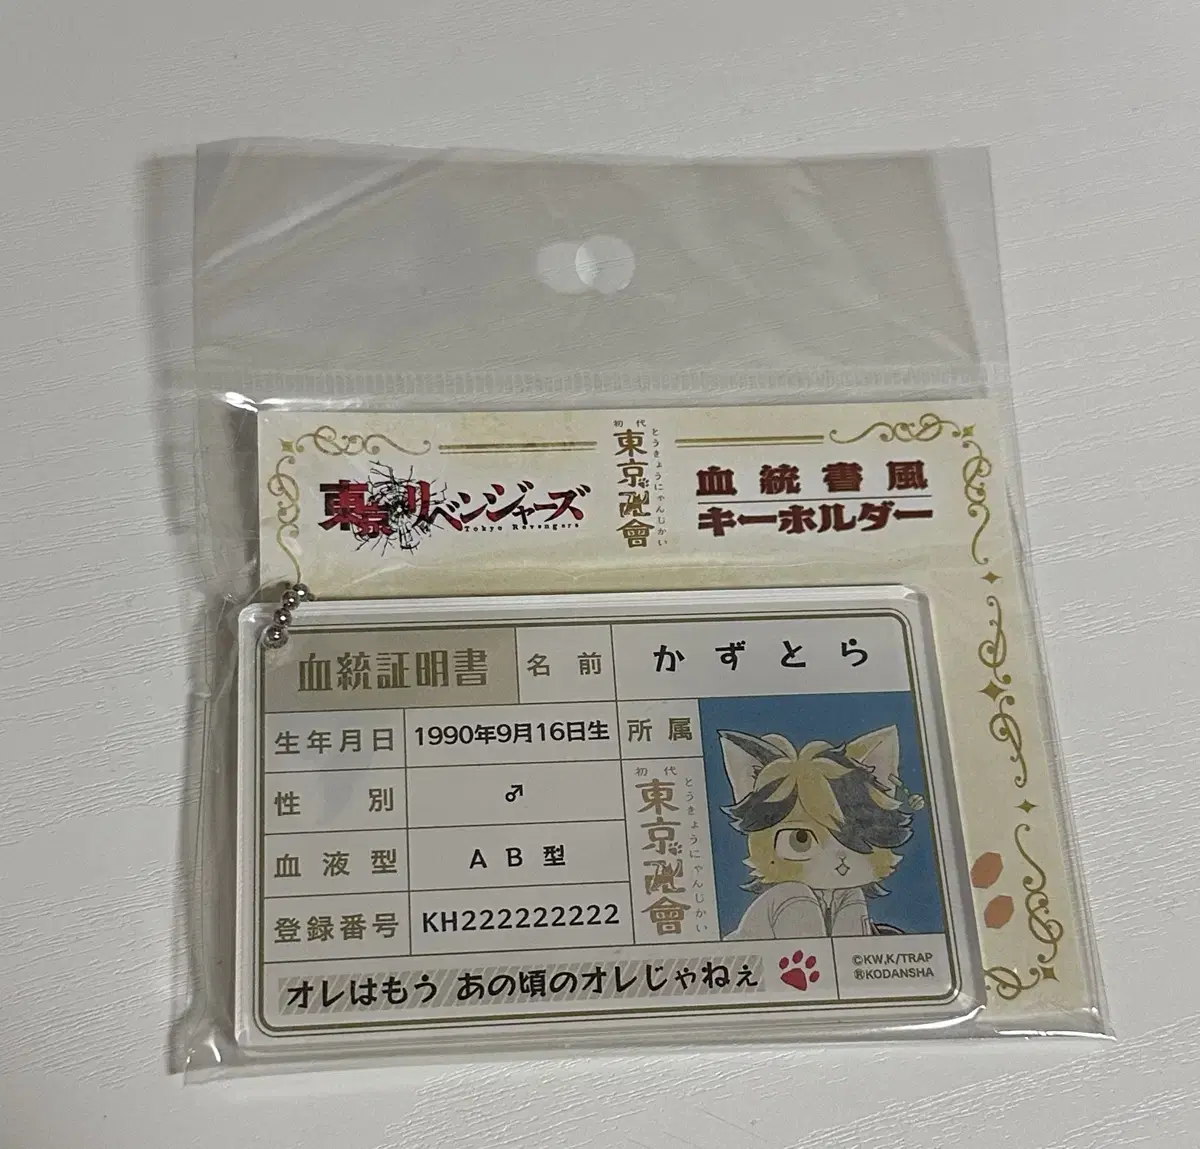 初代
東京卍會
とうきょうにゃんじかい
東京リベンジャーズ
Tokyo Revengers
血統書風
キーホルダー
血統証明書
名前
かずとら
生年月日
1990年9月16日生
所属
初代
東京卍會
とうきょうにゃんじかい
性別
♂
血液型
AB型
登録番号
KH222222222
オレはもう あの頃のオレじゃねぇ
©KW,K/TRAP
ⓇKODANSHA